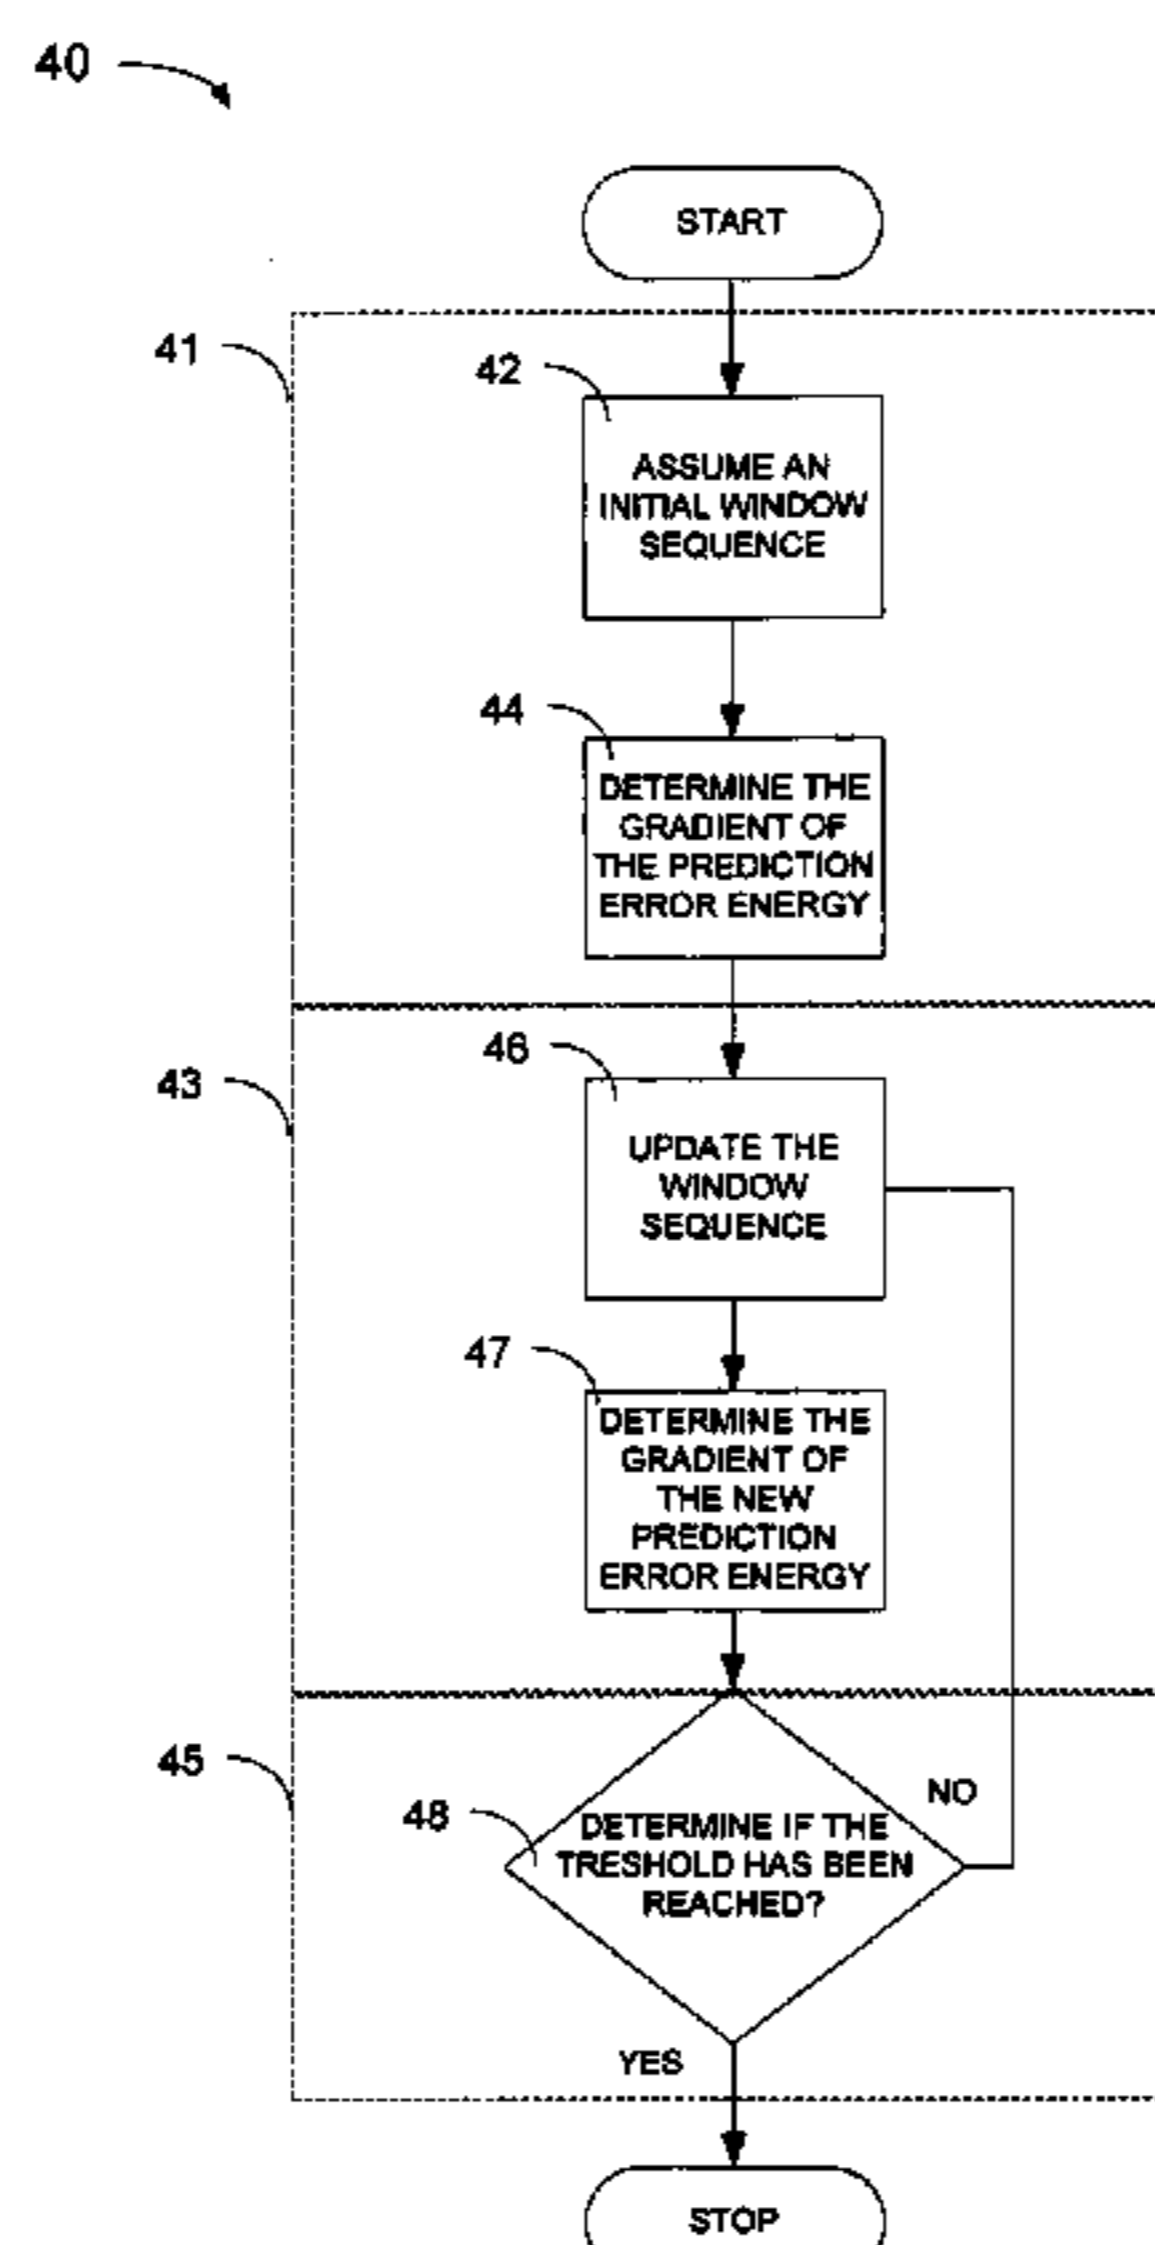 40
START
41
42
ASSUME AN
INITIAL WINDOW
SEQUENCE
44
DETERMINE THE
GRADIENT OF
THE PREDICTION
ERROR ENERGY
46
43
UPDATE THE
WINDOW
SEQUENCE
47
DETERMINE THE
GRADIENT OF
THE NEW
PREDICTION
ERROR ENERGY
45
NO
48
DETERMINE IF THE
TRESHOLD HAS BEEN
REACHED?
YES
STOP